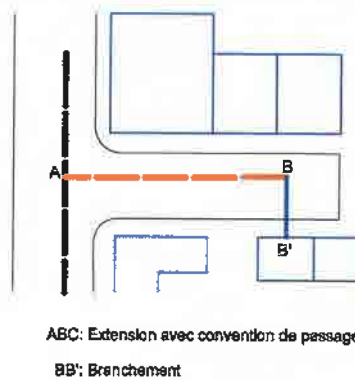 A
B
B'
ABC: Extension avec convention de passage
BB': Branchement